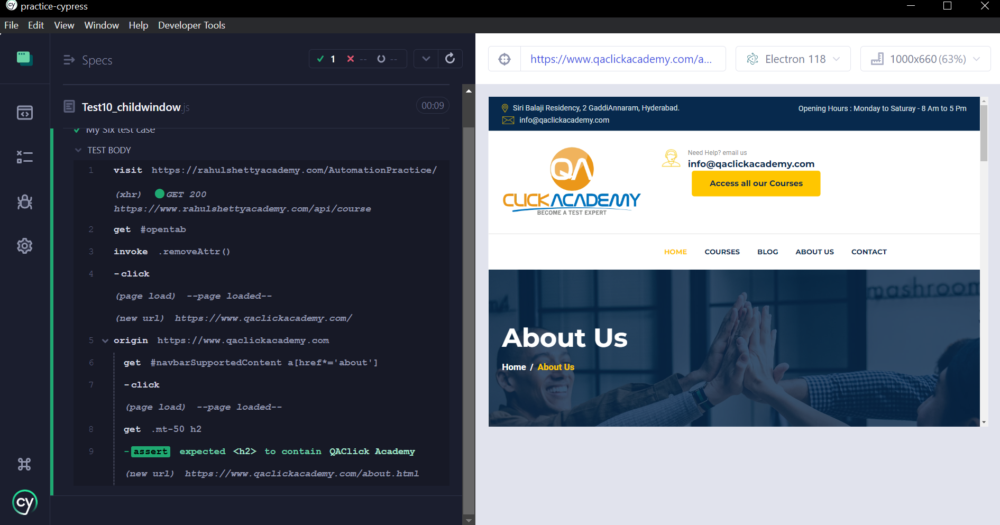 practice-cypress
File Edit View Window Help Developer Tools
Specs
1 -- --
Test10_childwindow.js
00:09
My Six test case
TEST BODY
1 visit https://rahulshettyacademy.com/AutomationPractice/
(xhr) GET 200
https://www.rahulshettyacademy.com/api/course
2 get #opentab
3 invoke .removeAttr()
4 -click
(page load) --page loaded--
(new url) https://www.qaclickacademy.com/
5 origin https://www.qaclickacademy.com
6 get #navbarSupportedContent a[href*='about']
7 -click
(page load) --page loaded--
8 get .mt-50 h2
9 -assert expected <h2> to contain QAClick Academy
(new url) https://www.qaclickacademy.com/about.html
cy
https://www.qaclickacademy.com/a...
Electron 118
1000x660 (63%)
Siri Balaji Residency, 2 GaddiAnnaram, Hyderabad.
info@qaclickacademy.com
Opening Hours : Monday to Saturay - 8 Am to 5 Pm
QA
CLICKACADEMY
BECOME A TEST EXPERT
Need Help? email us
info@qaclickacademy.com
Access all our Courses
HOME COURSES BLOG ABOUT US CONTACT
mashroom
About Us
Home / About Us